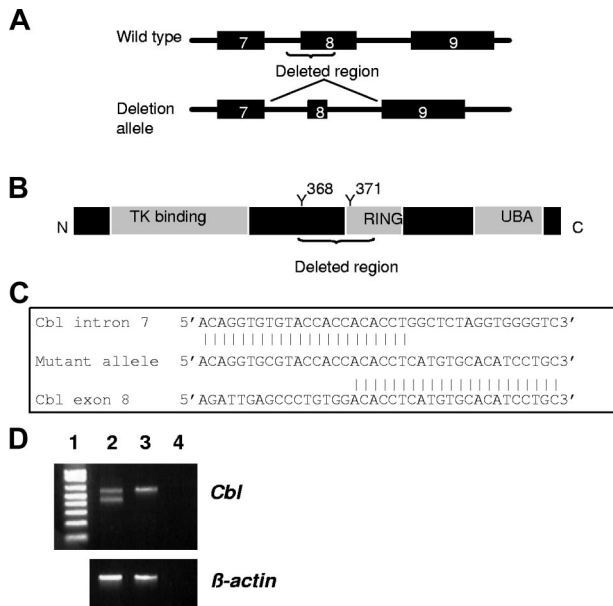 A
Wild type
7 8 9
Deleted region
Deletion
allele
7 8 9
B
Y368 Y371
N TK binding RING UBA C
Deleted region
C
Cbl intron 7 5’ACAGGTGTGTACCACCACACCTGGCTCTAGGTGGGGTC3’
Mutant allele 5’ACAGGTGCGTACCACCACACCTCATGTGCACATCCTGC3’
Cbl exon 8 5’AGATTGAGCCCTGTGGACACCTCATGTGCACATCCTGC3’
D
1 2 3 4
Cbl
ß-actin